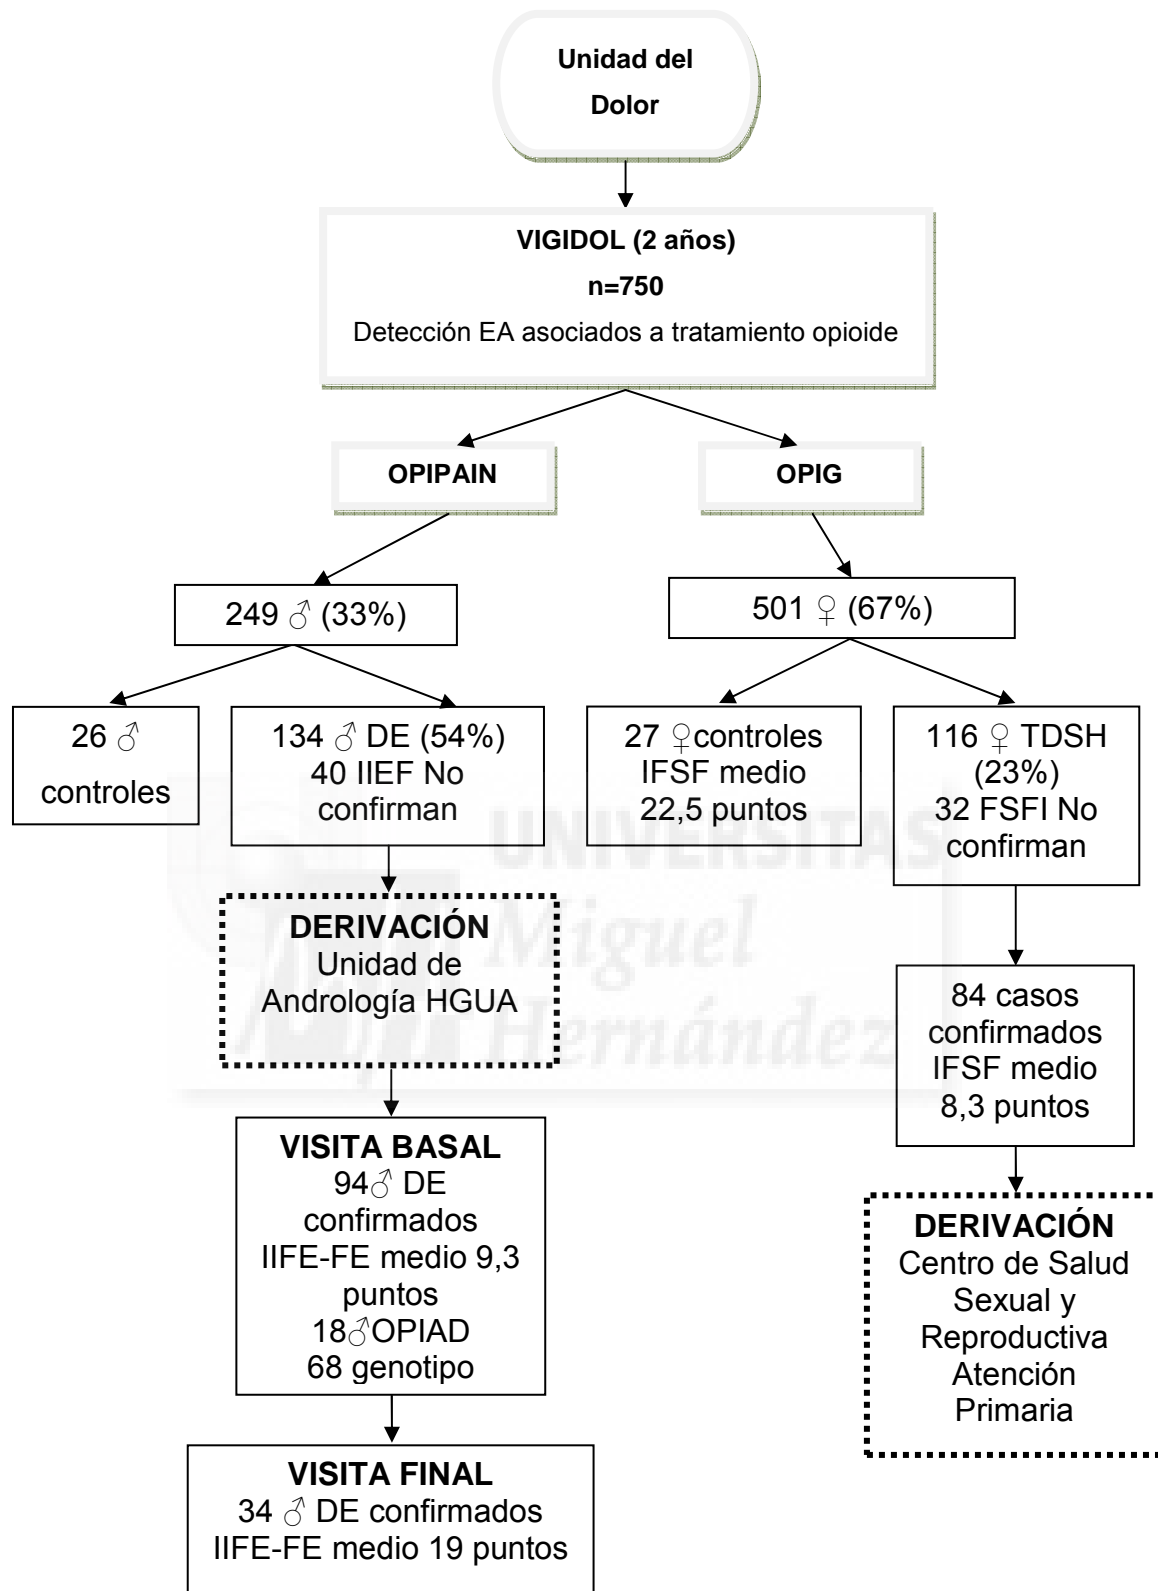 Unidad del
Dolor
VIGIDOL (2 años)
n=750
Detección EA asociados a tratamiento opioide
OPIPAIN
OPIG
249 ♂ (33%)
501 ♀ (67%)
26 ♂
controles
134 ♂ DE (54%)
40 IIEF No
confirman
27 ♀controles
IFSF medio
22,5 puntos
116 ♀ TDSH
(23%)
32 FSFI No
confirman
UNIVERSITAS
Miguel
Hernández
DERIVACIÓN
Unidad de
Andrología HGUA
84 casos
confirmados
IFSF medio
8,3 puntos
VISITA BASAL
94♂ DE
confirmados
IIFE-FE medio 9,3
puntos
18♂OPIAD
68 genotipo
DERIVACIÓN
Centro de Salud
Sexual y
Reproductiva
Atención
Primaria
VISITA FINAL
34 ♂ DE confirmados
IIFE-FE medio 19 puntos